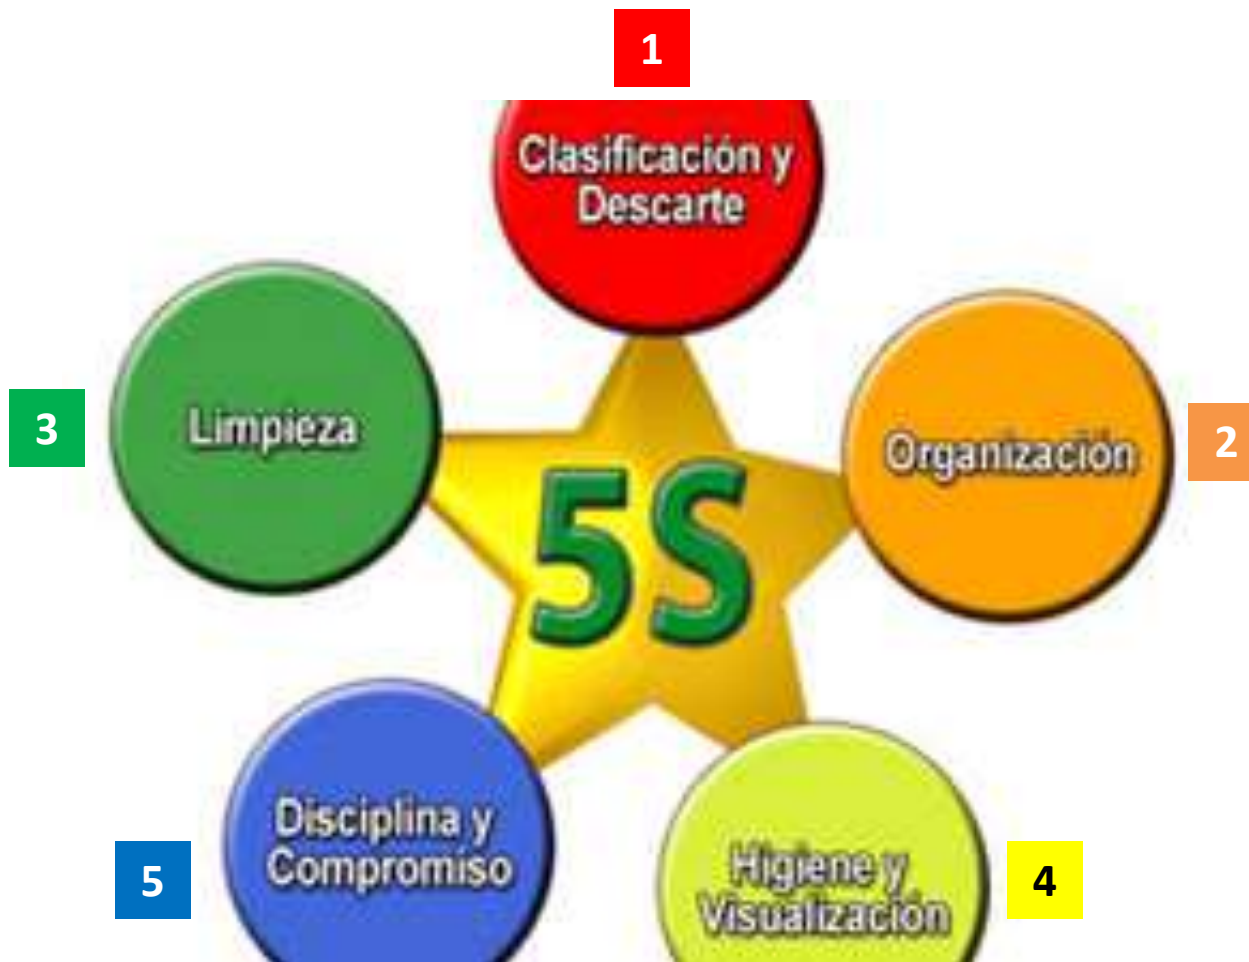 1
Clasificación y
Descarte
3
Limpieza
Organización
2
5S
5
Disciplina y
Compromiso
Higiene y
Visualización
4